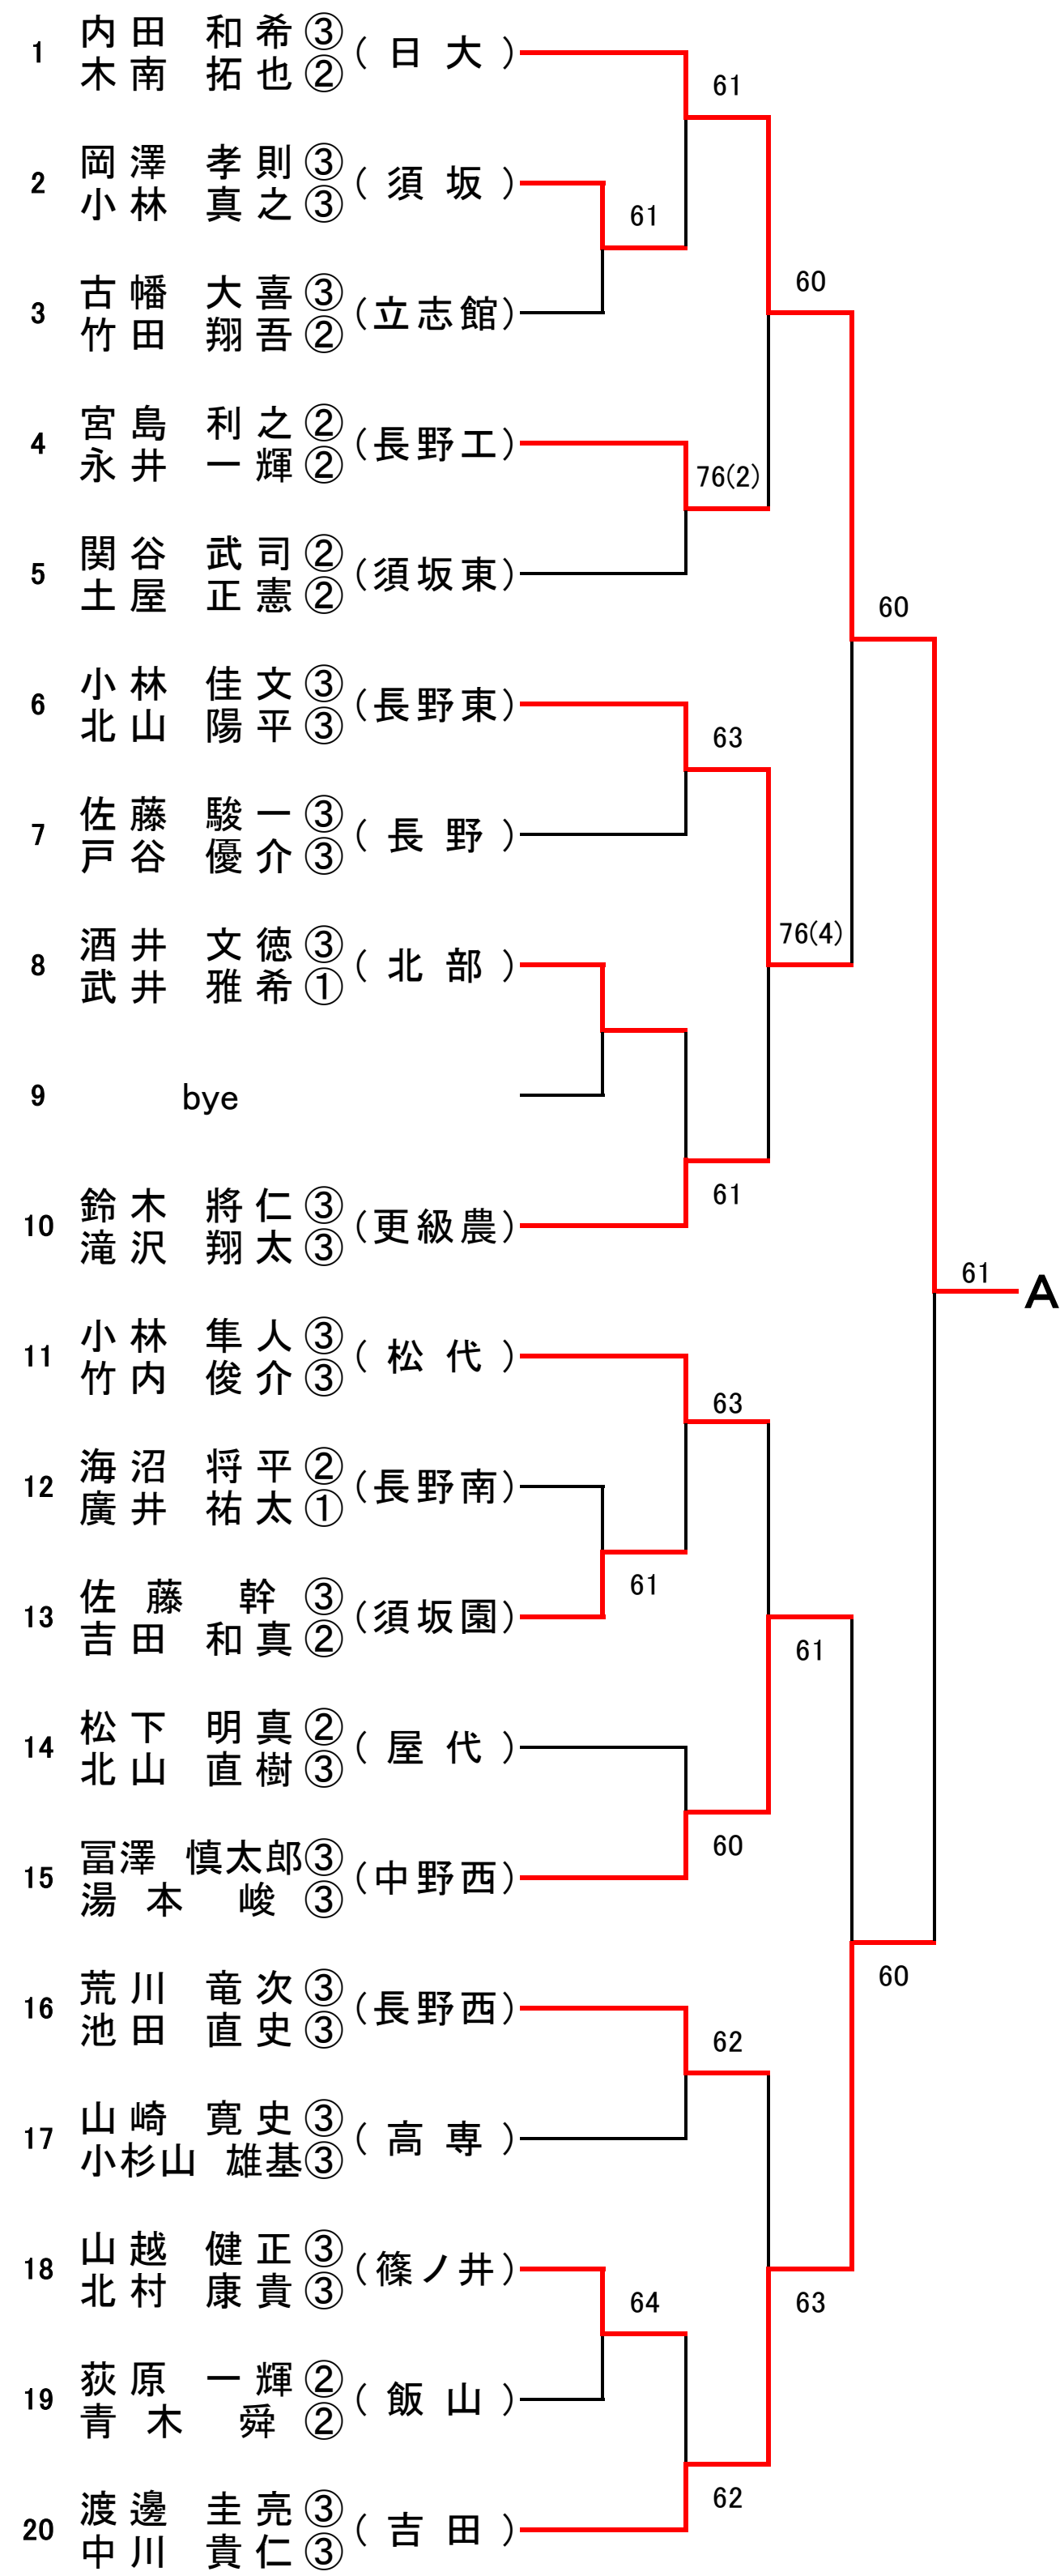 内田 和希③
1 (日大)
木南 拓也②
61
岡澤 孝則③
2 (須坂)
小林 真之③
61
60
古幡 大喜③
3 (立志館)
竹田 翔吾②
宮島 利之②
4 (長野工)
永井 一輝②
76(2)
関谷 武司②
5 (須坂東)
土屋 正憲②
60
小林 佳文③
6 (長野東)
北山 陽平③
63
佐藤 駿一③
7 (長野)
戸谷 優介③
76(4)
酒井 文徳③
8 (北部)
武井 雅希①
9 bye
61
鈴木 將仁③
10 (更級農)
滝沢 翔太③
61 A
小林 隼人③
11 (松代)
竹内 俊介③
63
海沼 将平②
12 (長野南)
廣井 祐太①
61
佐藤 幹③
13 (須坂園)
吉田 和真②
61
松下 明真②
14 (屋代)
北山 直樹③
60
冨澤 慎太郎③
15 (中野西)
湯本 峻③
60
荒川 竜次③
16 (長野西)
池田 直史③
62
山崎 寛史③
17 (高専)
小杉山 雄基③
山越 健正③
18 (篠ノ井)
北村 康貴③
64
63
荻原 一輝②
19 (飯山)
青木 舜②
62
渡邊 圭亮③
20 (吉田)
中川 貴仁③